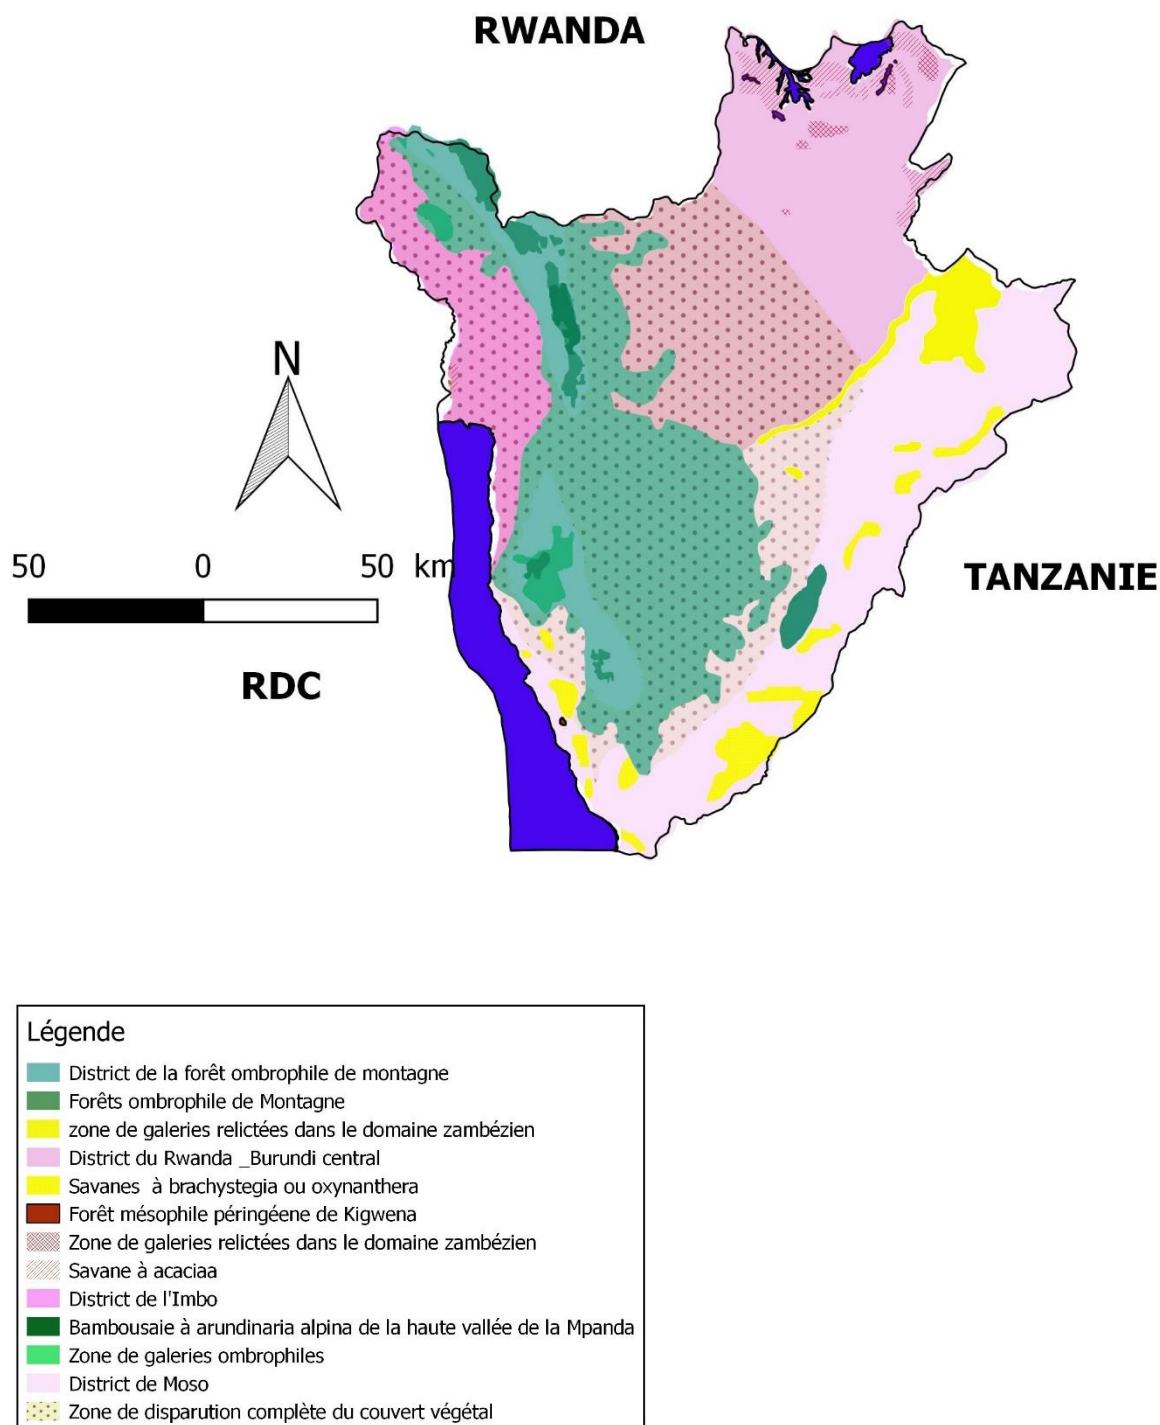 RWANDA
N
50 0 50 km
TANZANIE
RDC
Légende
District de la forêt ombrophile de montagne
Forêts ombrophile de Montagne
zone de galeries relictées dans le domaine zambézien
District du Rwanda _Burundi central
Savanes à brachystegia ou oxynanthera
Forêt mésophile péringéene de Kigwena
Zone de galeries relictées dans le domaine zambézien
Savane à acaciaa
District de l'Imbo
Bambousaie à arundinaria alpina de la haute vallée de la Mpanda
Zone de galeries ombrophiles
District de Moso
Zone de disparution complète du couvert végétal